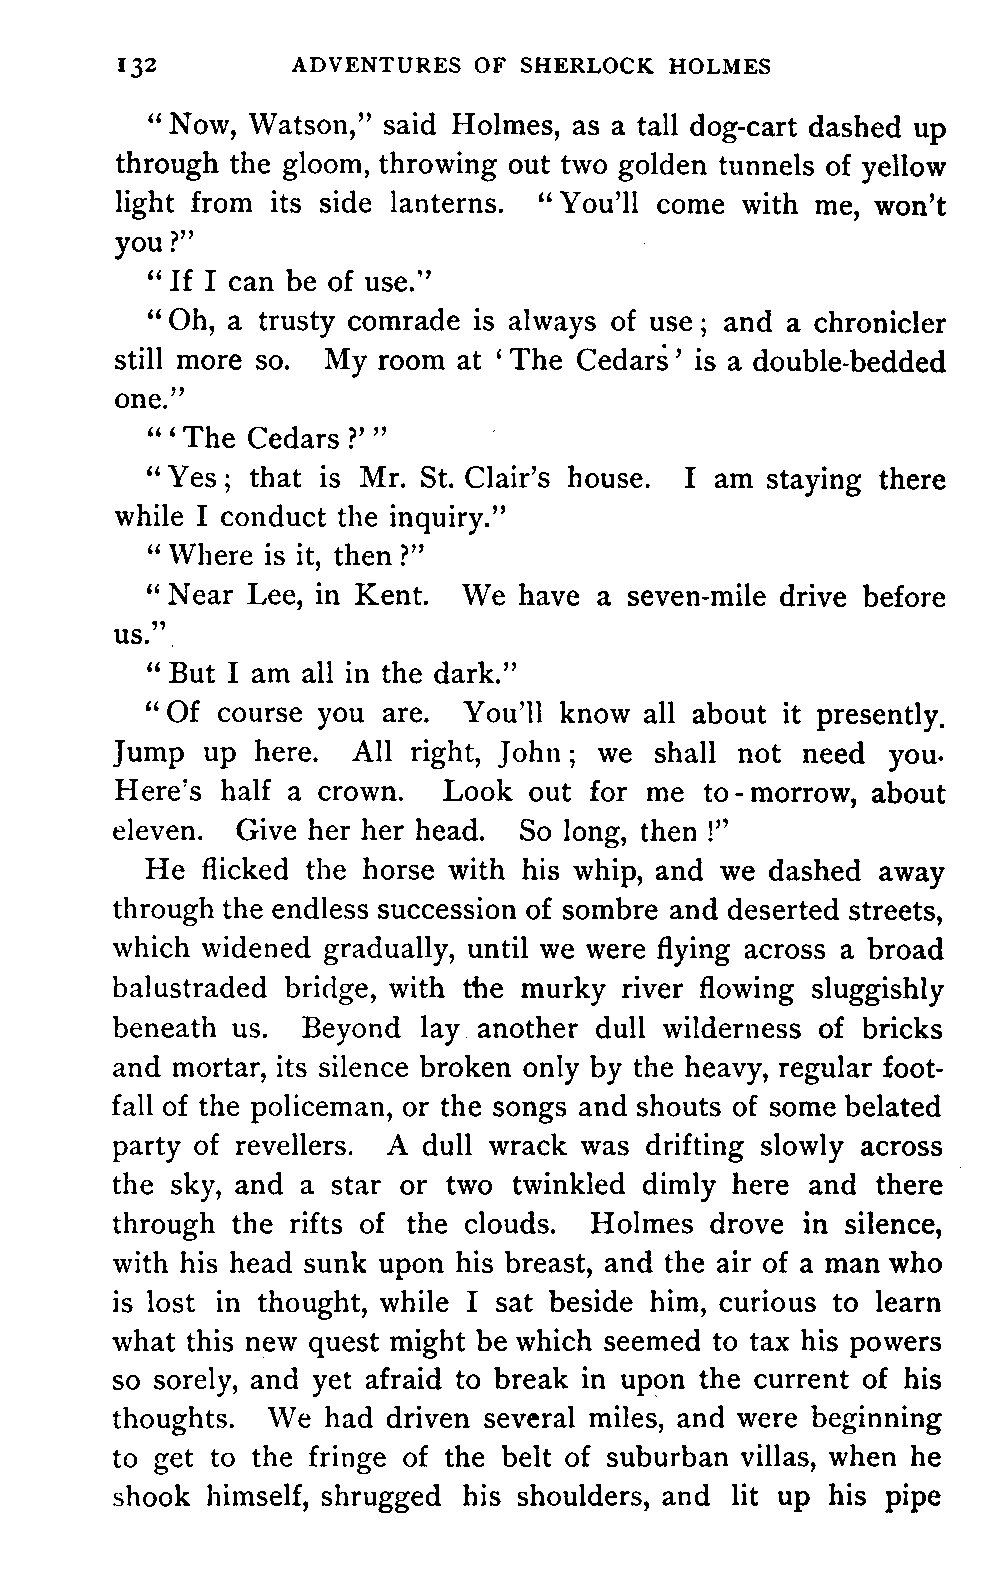 132 ADVENTURES OF SHERLOCK HOLMES
“Now, Watson,” said Holmes, as a tall dog-cart dashed up
through the gloom, throwing out two golden tunnels of yellow
light from its side lanterns. “You'll come with me, won't
you?”
“If I can be of use.”
“Oh, a trusty comrade is always of use; and a chronicler
still more so. My room at ‘The Cedars’ is a double-bedded
one.”
“‘The Cedars?’”
“Yes; that is Mr. St. Clair's house. I am staying there
while I conduct the inquiry.”
“Where is it, then?”
“Near Lee, in Kent. We have a seven-mile drive before
us.”
“But I am all in the dark.”
“Of course you are. You'll know all about it presently.
Jump up here. All right, John; we shall not need you.
Here's half a crown. Look out for me to-morrow, about
eleven. Give her her head. So long, then!”
He flicked the horse with his whip, and we dashed away
through the endless succession of sombre and deserted streets,
which widened gradually, until we were flying across a broad
balustraded bridge, with the murky river flowing sluggishly
beneath us. Beyond lay another dull wilderness of bricks
and mortar, its silence broken only by the heavy, regular foot-
fall of the policeman, or the songs and shouts of some belated
party of revellers. A dull wrack was drifting slowly across
the sky, and a star or two twinkled dimly here and there
through the rifts of the clouds. Holmes drove in silence,
with his head sunk upon his breast, and the air of a man who
is lost in thought, while I sat beside him, curious to learn
what this new quest might be which seemed to tax his powers
so sorely, and yet afraid to break in upon the current of his
thoughts. We had driven several miles, and were beginning
to get to the fringe of the belt of suburban villas, when he
shook himself, shrugged his shoulders, and lit up his pipe